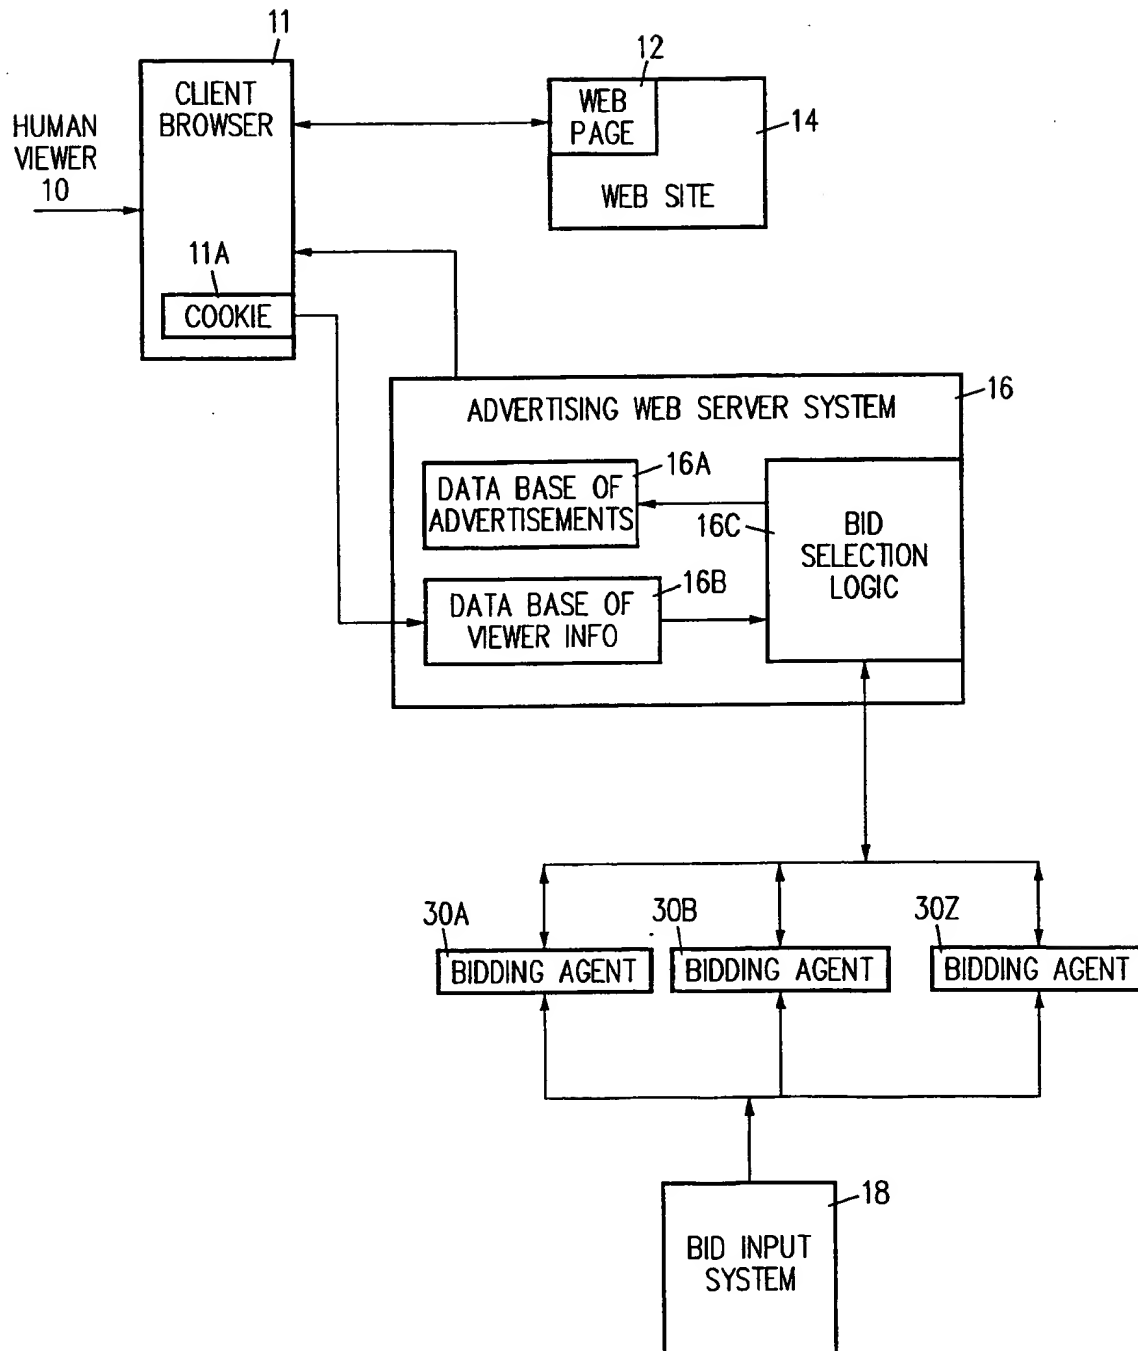 11
CLIENT
BROWSER
HUMAN
VIEWER
10
12
WEB
PAGE
14
WEB SITE
11A
COOKIE
16
ADVERTISING WEB SERVER SYSTEM
16A
DATA BASE OF
ADVERTISEMENTS
16C
BID
SELECTION
LOGIC
16B
DATA BASE OF
VIEWER INFO
30A
BIDDING AGENT
30B
BIDDING AGENT
30Z
BIDDING AGENT
18
BID INPUT
SYSTEM